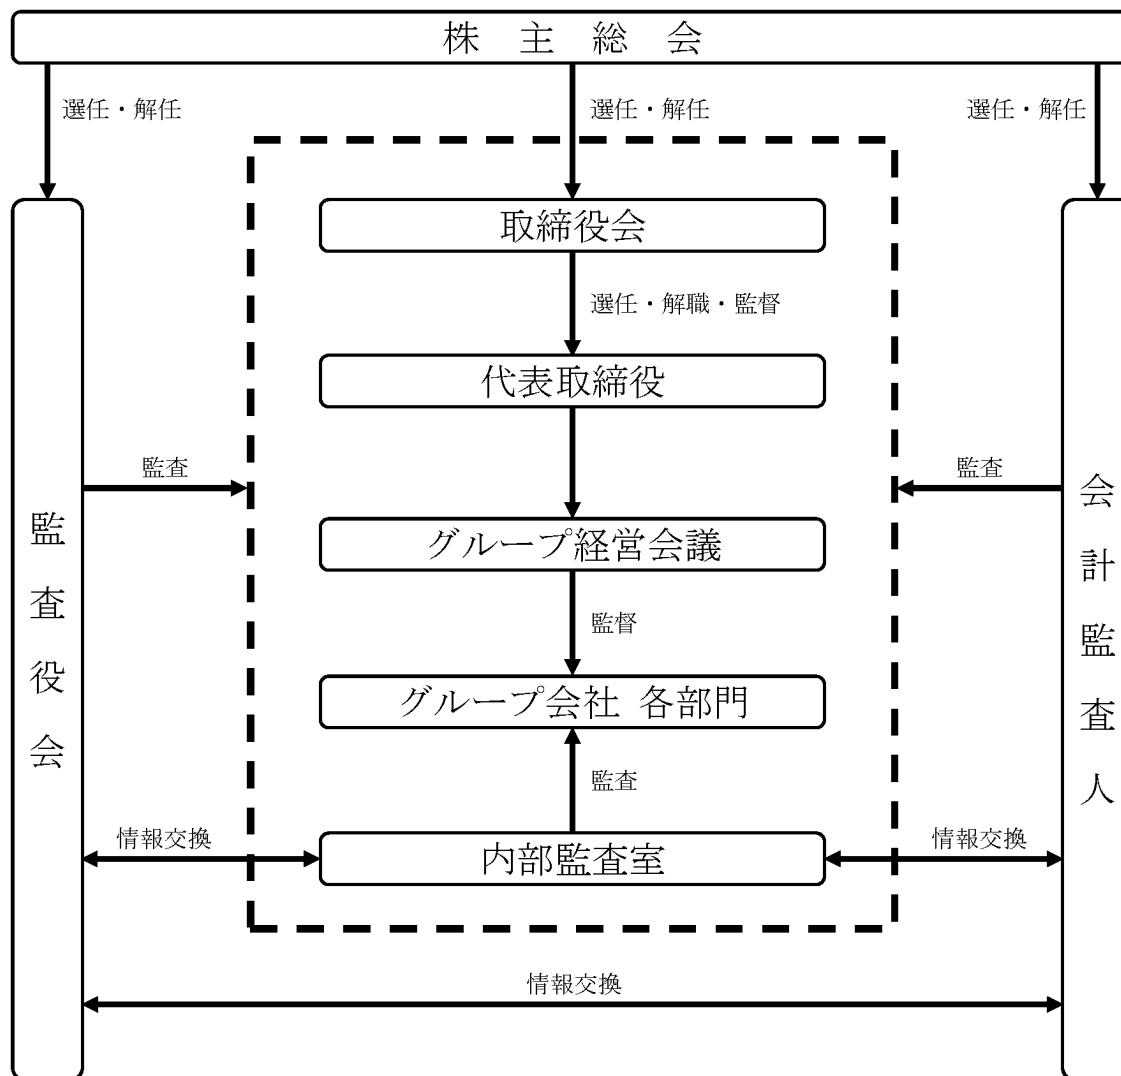 株主総会
選任・解任
選任・解任
選任・解任
取締役会
選任・解職・監督
代表取締役
監査
監査
グループ経営会議
監督
グループ会社 各部門
監査
情報交換
情報交換
内部監査室
情報交換
監査役会
会計監査人